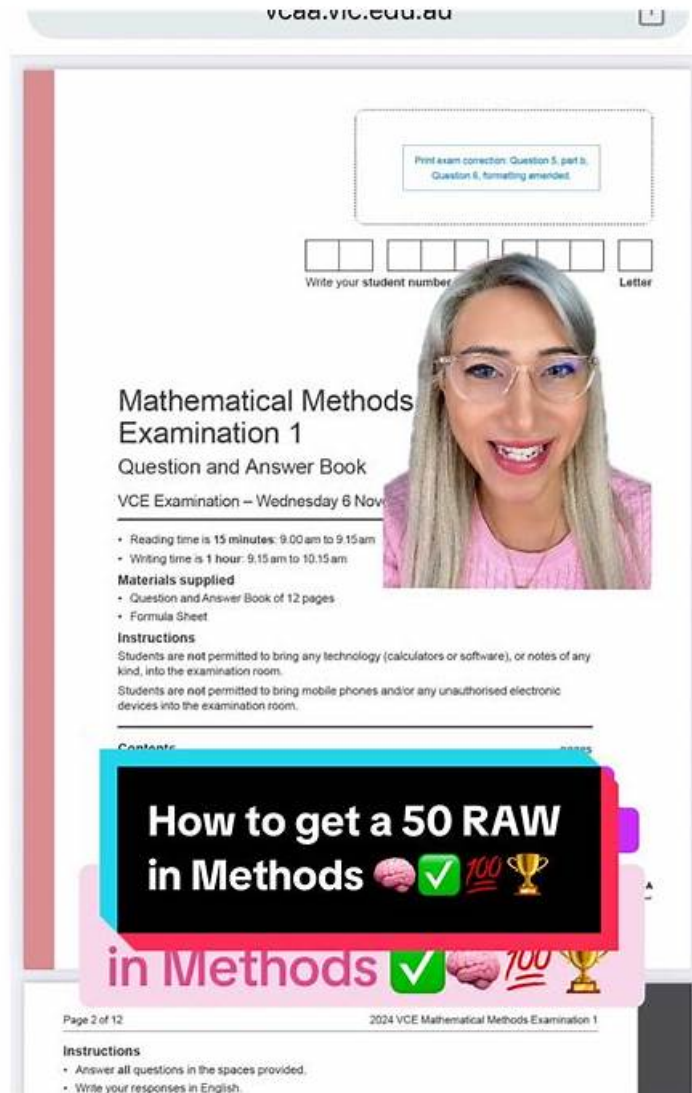 vcaa.vic.edu.au
Print exam correction: Question 5, part b,
Question 6, formatting amended.
Write your student number
Letter
Mathematical Methods
Examination 1
Question and Answer Book
VCE Examination – Wednesday 6 Nov
• Reading time is 15 minutes: 9.00 am to 9.15 am
• Writing time is 1 hour: 9.15 am to 10.15 am
Materials supplied
• Question and Answer Book of 12 pages
• Formula Sheet
Instructions
Students are not permitted to bring any technology (calculators or software), or notes of any
kind, into the examination room.
Students are not permitted to bring mobile phones and/or any unauthorised electronic
devices into the examination room.
Contents pages
How to get a 50 RAW
in Methods 🧠✅💯🏆
in Methods ✅🧠💯🏆
Page 2 of 12 2024 VCE Mathematical Methods Examination 1
Instructions
• Answer all questions in the spaces provided.
• Write your responses in English.